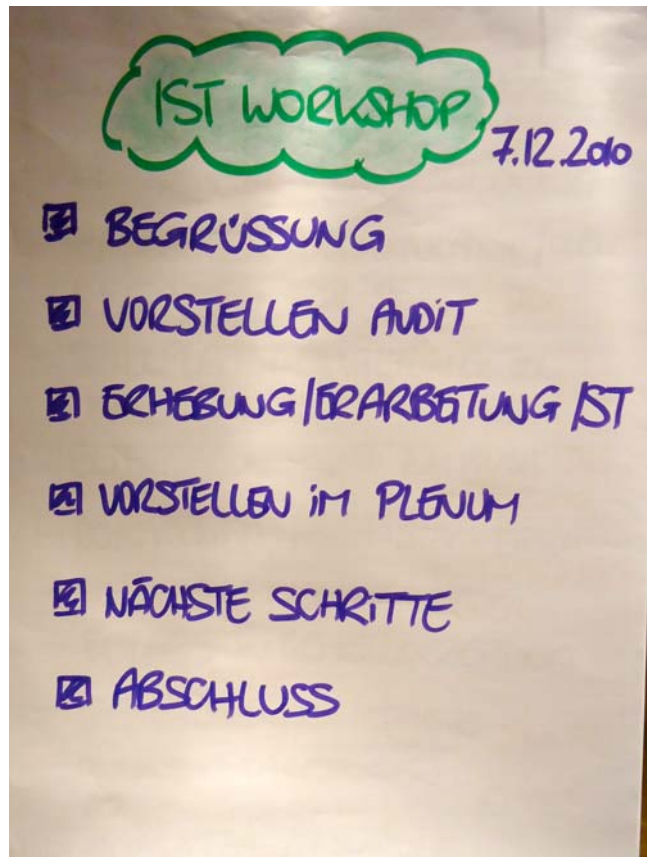 IST WORKSHOP
7.12.2010
BEGRÜSSUNG
VORSTELLEN AUDiT
ERHEBUNG/ERARBEITUNG IST
VORSTELLEN iM PLENUM
NÄCHSTE SCHRiTTE
ABSCHLUSS